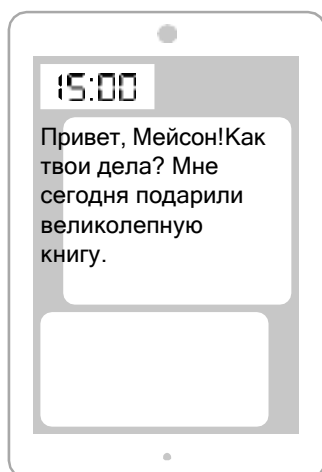 15:00
Привет, Мейсон!Как
твои дела? Мне
сегодня подарили
великолепную
книгу.